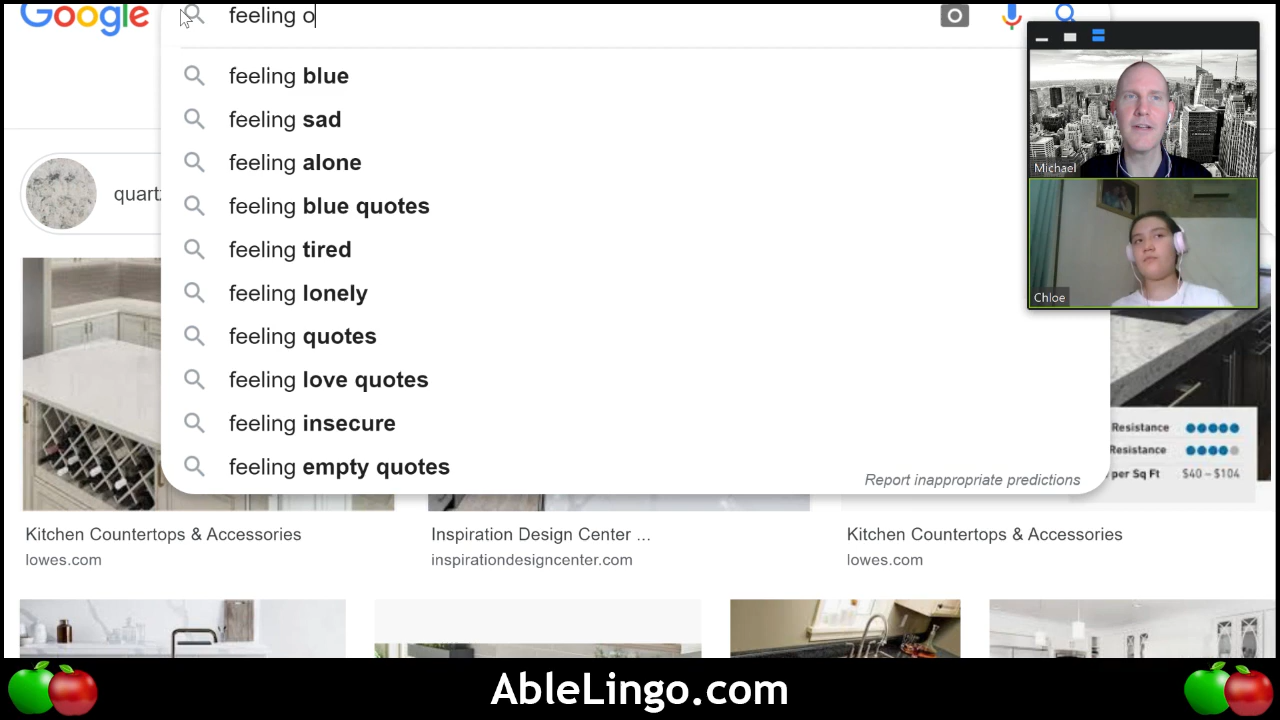 Google
feeling o
feeling blue
feeling sad
feeling alone
feeling blue quotes
feeling tired
feeling lonely
feeling quotes
feeling love quotes
feeling insecure
feeling empty quotes
Report inappropriate predictions
Michael
Chloe
Resistance
Resistance
per Sq Ft $40 – $104
Kitchen Countertops & Accessories
lowes.com
Inspiration Design Center ...
inspirationdesigncenter.com
Kitchen Countertops & Accessories
lowes.com
AbleLingo.com